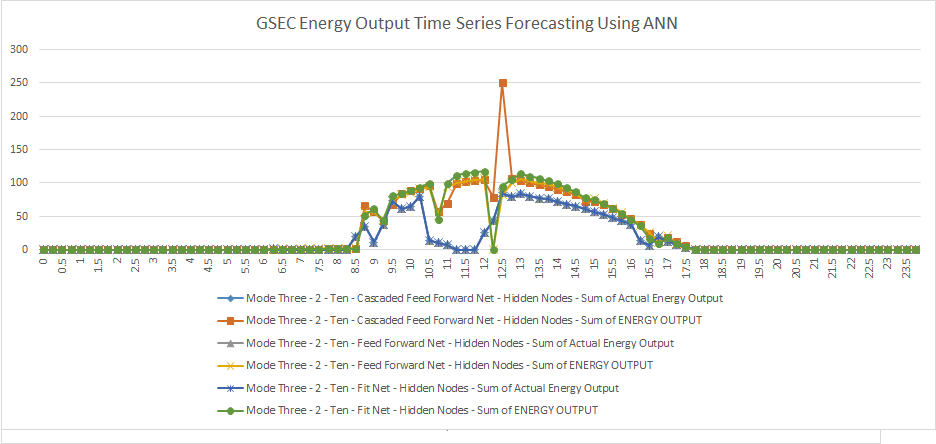 GSEC Energy Output Time Series Forecasting Using ANN
300
250
200
150
100
50
0
0 0.5 1 1.5 2 2.5 3 3.5 4 4.5 5 5.5 6 6.5 7 7.5 8 8.5 9 9.5 10 10.5 11 11.5 12 12.5 13 13.5 14 14.5 15 15.5 16 16.5 17 17.5 18 18.5 19 19.5 20 20.5 21 21.5 22 22.5 23 23.5
Mode Three - 2 - Ten - Cascaded Feed Forward Net - Hidden Nodes - Sum of Actual Energy Output
Mode Three - 2 - Ten - Cascaded Feed Forward Net - Hidden Nodes - Sum of ENERGY OUTPUT
Mode Three - 2 - Ten - Feed Forward Net - Hidden Nodes - Sum of Actual Energy Output
Mode Three - 2 - Ten - Feed Forward Net - Hidden Nodes - Sum of ENERGY OUTPUT
Mode Three - 2 - Ten - Fit Net - Hidden Nodes - Sum of Actual Energy Output
Mode Three - 2 - Ten - Fit Net - Hidden Nodes - Sum of ENERGY OUTPUT